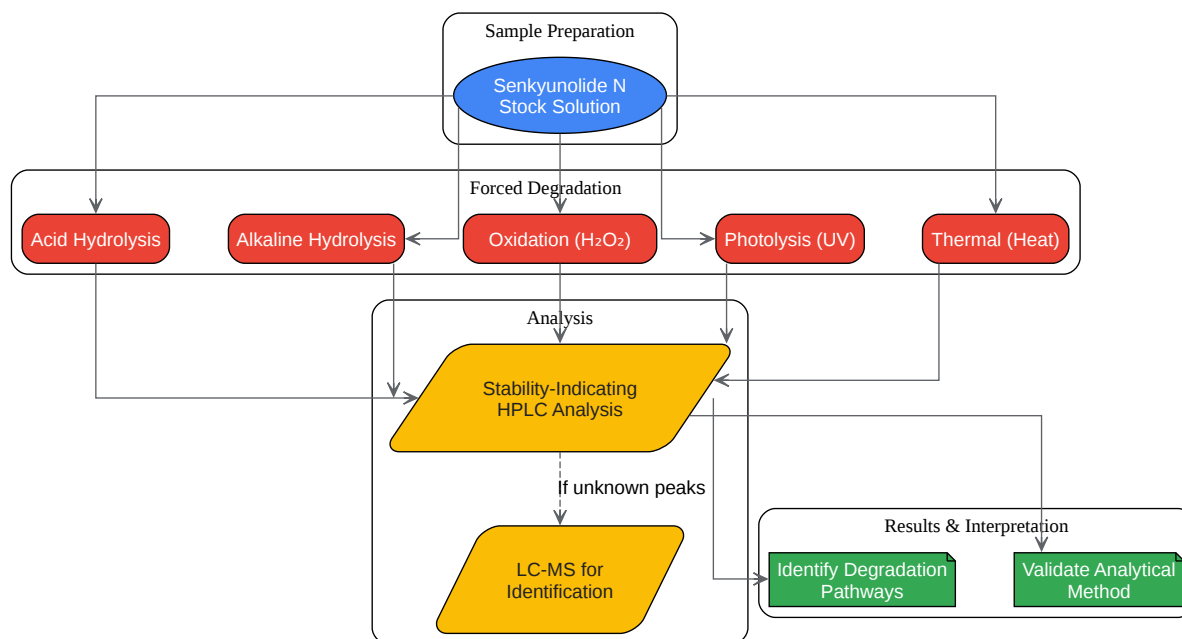 Sample Preparation
Senkyunolide N
Stock Solution
Forced Degradation
Acid Hydrolysis
Alkaline Hydrolysis
Oxidation (H₂O₂)
Photolysis (UV)
Thermal (Heat)
Analysis
Stability-Indicating
HPLC Analysis
If unknown peaks
LC-MS for
Identification
Results & Interpretation
Identify Degradation
Pathways
Validate Analytical
Method